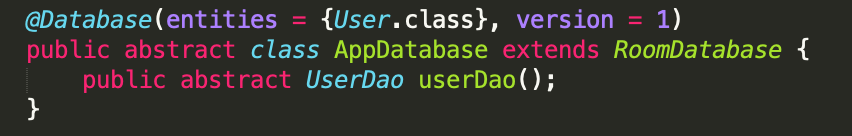 @Database(entities = {User.class}, version = 1)
public abstract class AppDatabase extends RoomDatabase {
    public abstract UserDao userDao();
}